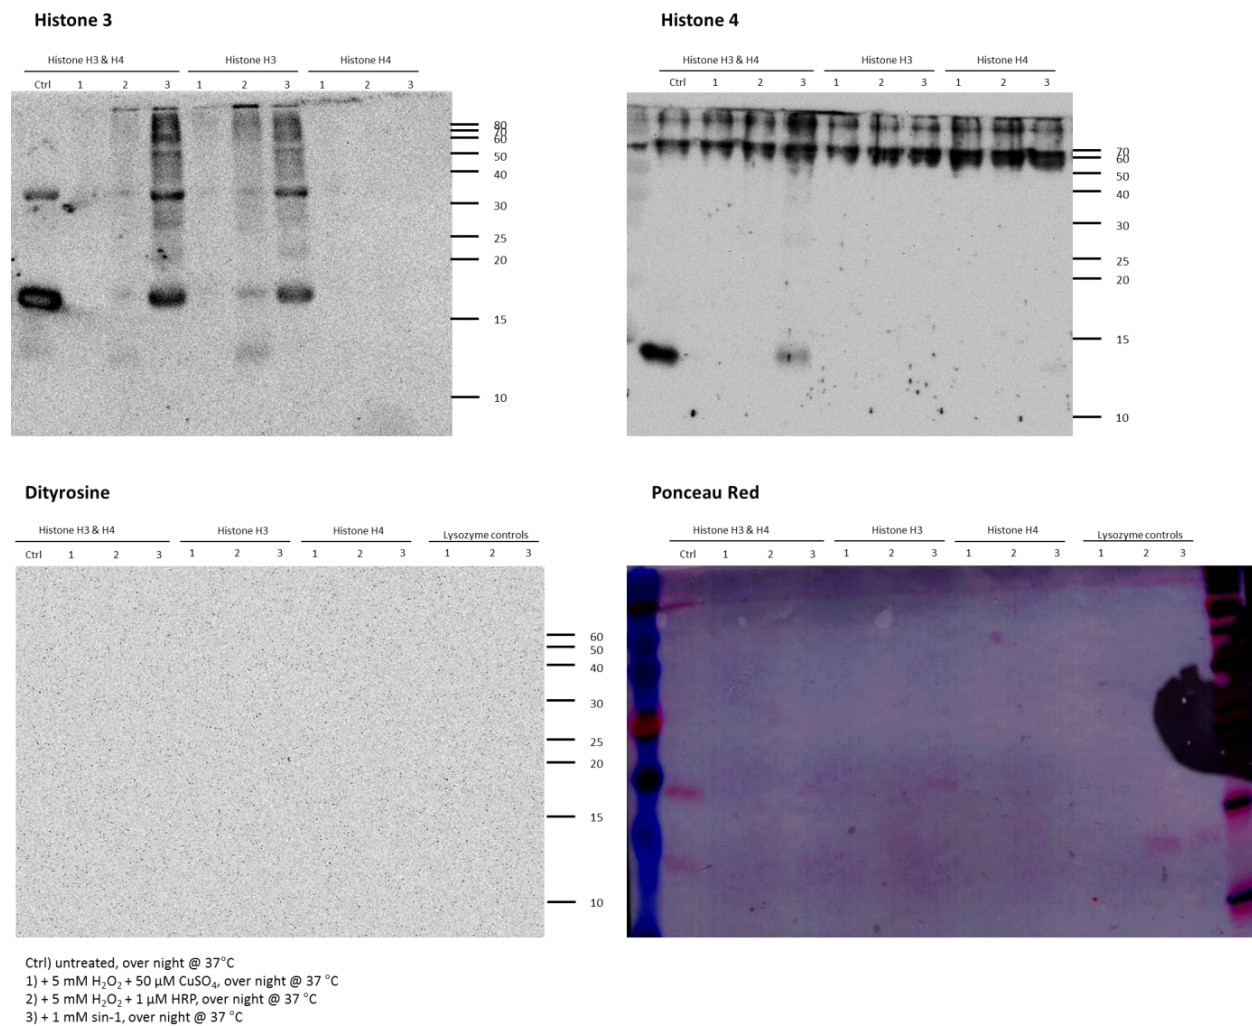 Histone 3
Histone H3 & H4 Histone H3 Histone H4
Ctrl 1 2 3 1 2 3 1 2 3
80
70
60
50
40
30
25
20
15
10
Histone 4
Histone H3 & H4 Histone H3 Histone H4
Ctrl 1 2 3 1 2 3 1 2 3
70
60
50
40
30
25
20
15
10
Dityrosine
Histone H3 & H4 Histone H3 Histone H4 Lysozyme controls
Ctrl 1 2 3 1 2 3 1 2 3 1 2 3
60
50
40
30
25
20
15
10
Ponceau Red
Histone H3 & H4 Histone H3 Histone H4 Lysozyme controls
Ctrl 1 2 3 1 2 3 1 2 3 1 2 3
Ctrl) untreated, over night @ 37°C
1) + 5 mM H₂O₂ + 50 µM CuSO₄, over night @ 37 °C
2) + 5 mM H₂O₂ + 1 µM HRP, over night @ 37 °C
3) + 1 mM sin-1, over night @ 37 °C